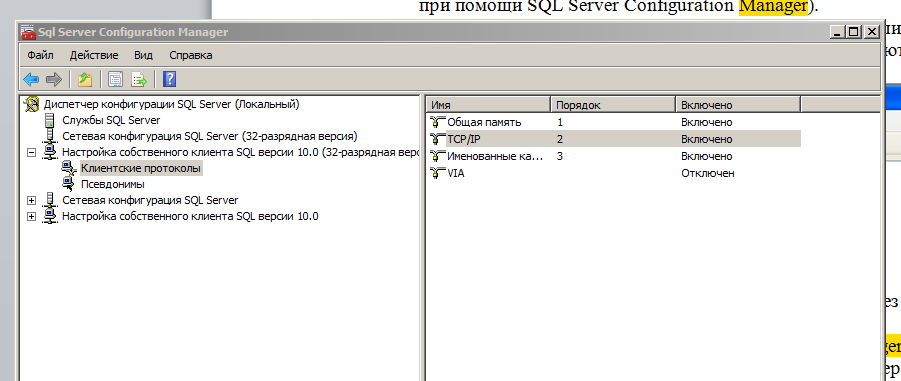 при помощи SQL Server Configuration Manager).
Sql Server Configuration Manager
Файл Действие Вид Справка
Диспетчер конфигурации SQL Server (Локальный)
Службы SQL Server
Сетевая конфигурация SQL Server (32-разрядная версия)
Настройка собственного клиента SQL версии 10.0 (32-разрядная верс
Клиентские протоколы
Псевдонимы
Сетевая конфигурация SQL Server
Настройка собственного клиента SQL версии 10.0
Имя Порядок Включено
Общая память 1 Включено
TCP/IP 2 Включено
Именованные ка... 3 Включено
VIA Отключен